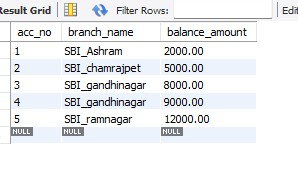 Result Grid Filter Rows: Edit
acc_no branch_name balance_amount
1 SBI_Ashram 2000.00
2 SBI_chamrajpet 5000.00
3 SBI_gandhinagar 8000.00
4 SBI_gandhinagar 9000.00
5 SBI_ramnagar 12000.00
NULL NULL NULL